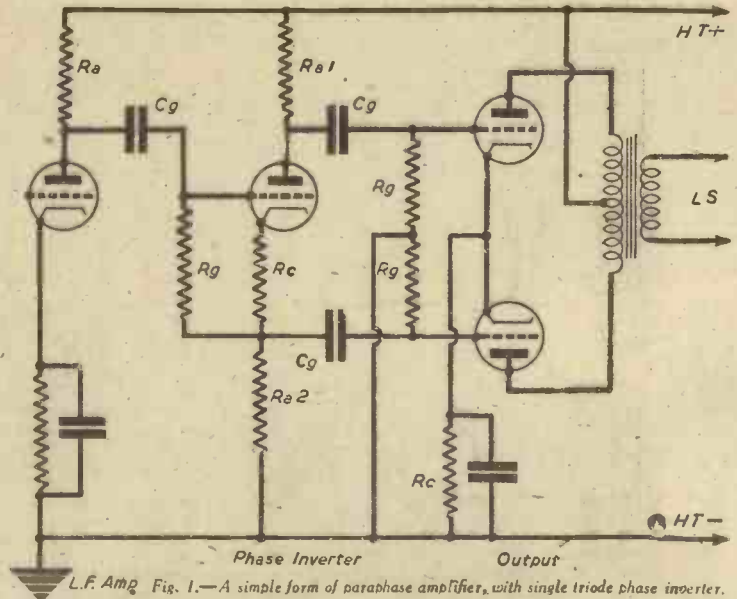 HT+
Ra
Ra1
Cg
Cg
Rg
LS
Rg
Rc
Rg
Cg
Ra2
Rc
HT-
Phase Inverter
Output
L.F. Amp
Fig. 1.—A simple form of paraphase amplifier, with single triode phase inverter.